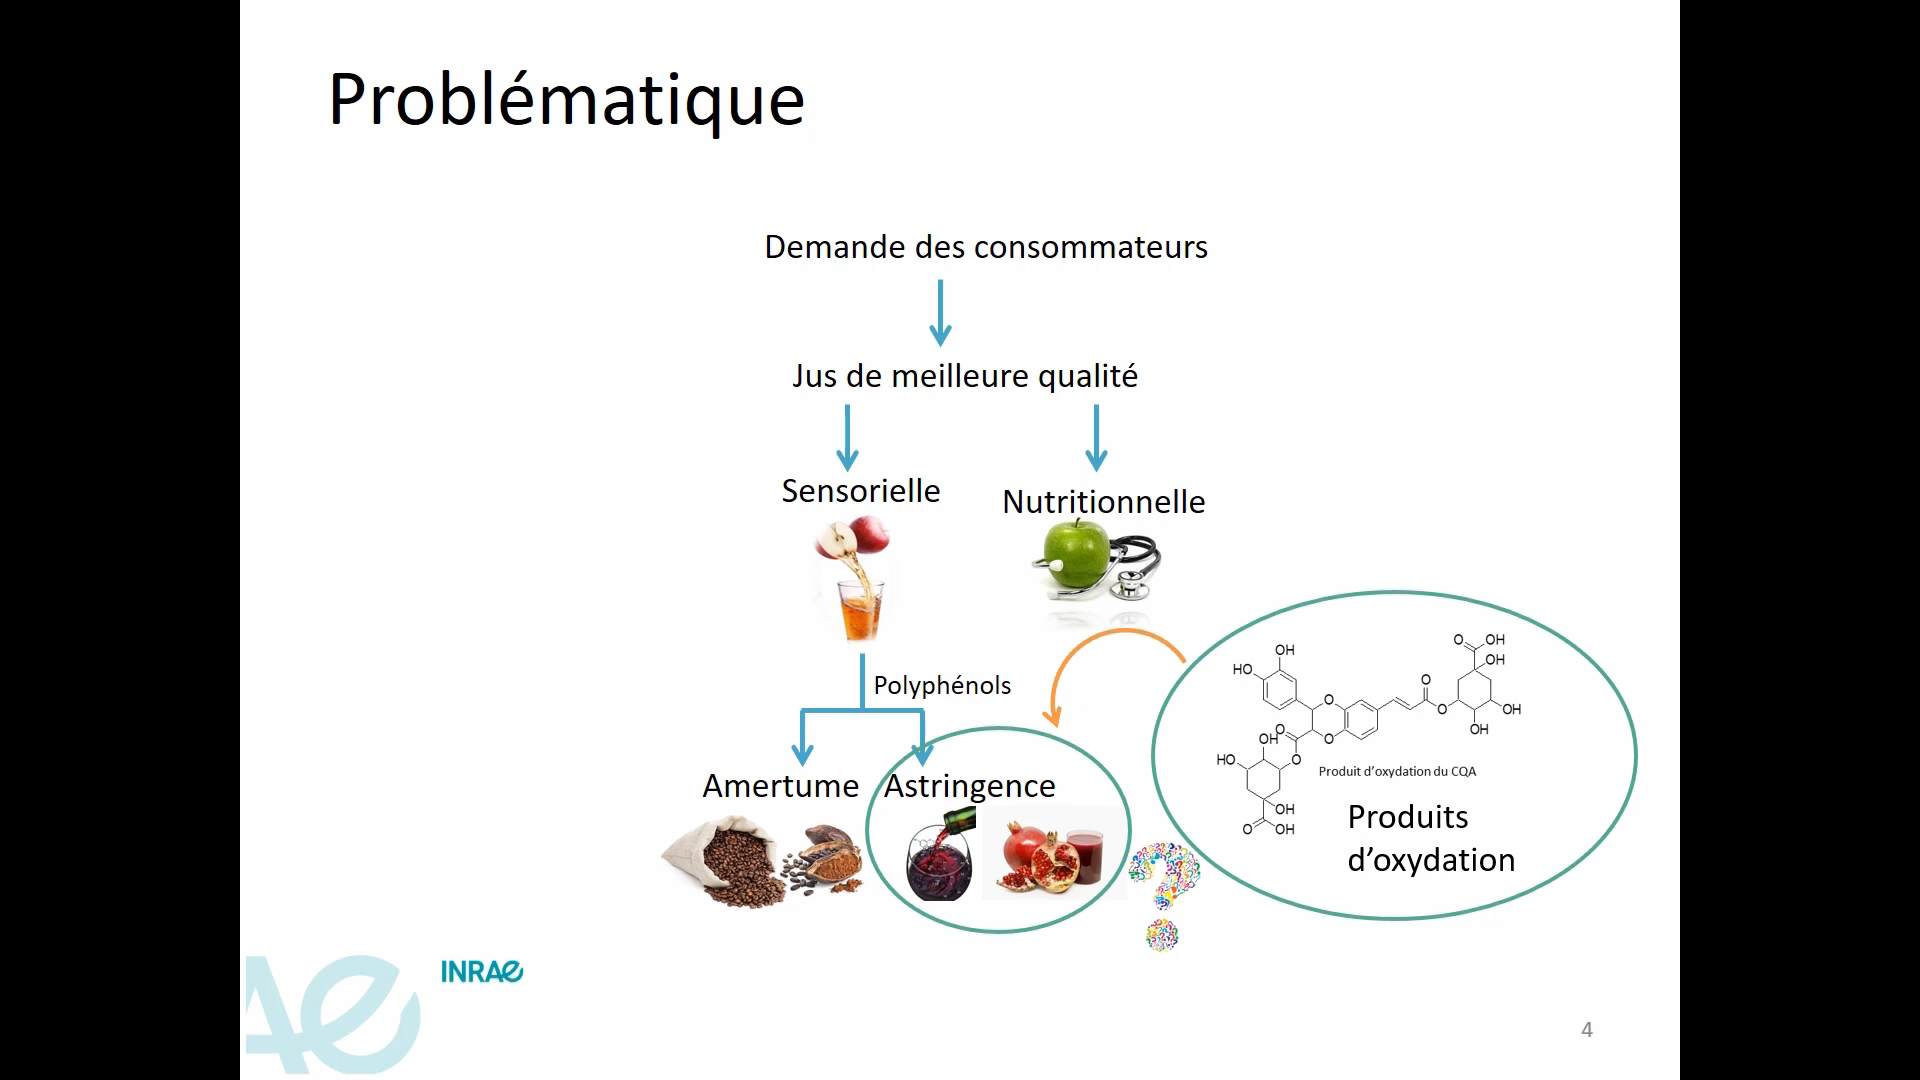 Problématique
Demande des consommateurs
Jus de meilleure qualité
Sensorielle
Nutritionnelle
Polyphénols
Amertume
Astringence
OH
HO
O
O
O
O
O
O
OH
OH
OH
OH
O
O
OH
HO
OH
O
OH
Produit d'oxydation du CQA
Produits
d'oxydation
INRAE
4